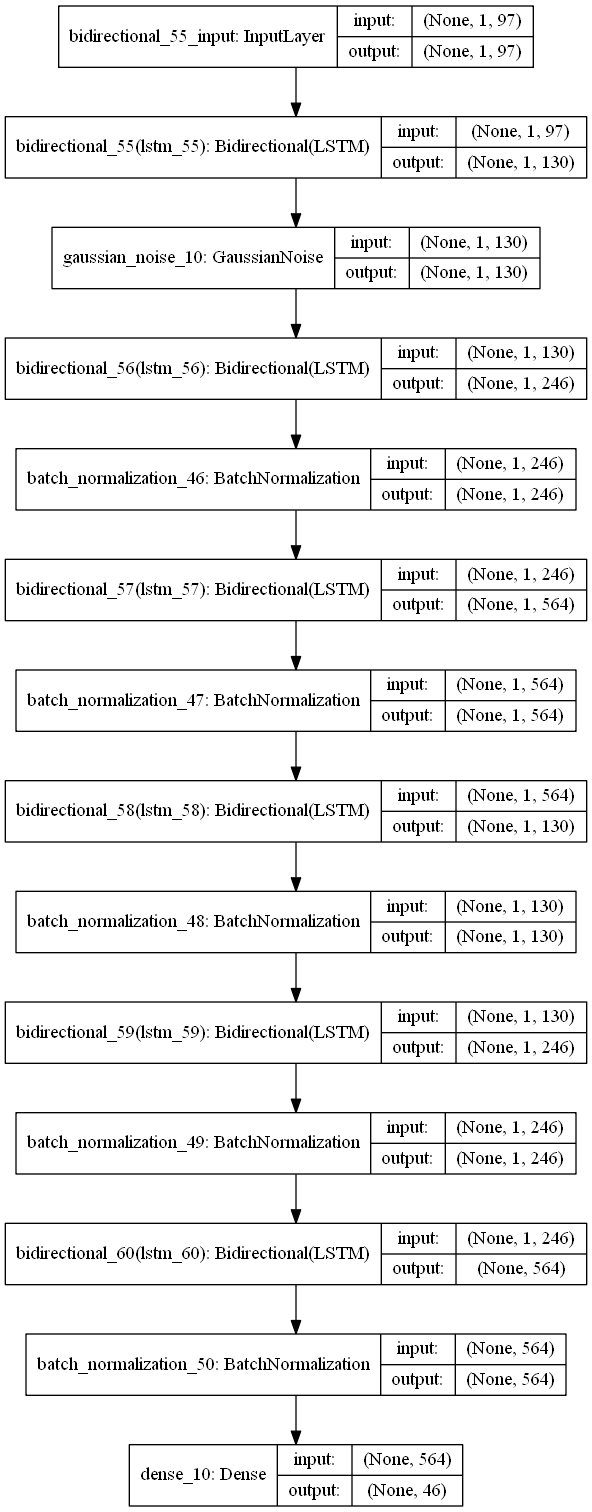 bidirectional_55_input: InputLayer
input: (None, 1, 97)
output: (None, 1, 97)
bidirectional_55(lstm_55): Bidirectional(LSTM)
input: (None, 1, 97)
output: (None, 1, 130)
gaussian_noise_10: GaussianNoise
input: (None, 1, 130)
output: (None, 1, 130)
bidirectional_56(lstm_56): Bidirectional(LSTM)
input: (None, 1, 130)
output: (None, 1, 246)
batch_normalization_46: BatchNormalization
input: (None, 1, 246)
output: (None, 1, 246)
bidirectional_57(lstm_57): Bidirectional(LSTM)
input: (None, 1, 246)
output: (None, 1, 564)
batch_normalization_47: BatchNormalization
input: (None, 1, 564)
output: (None, 1, 564)
bidirectional_58(lstm_58): Bidirectional(LSTM)
input: (None, 1, 564)
output: (None, 1, 130)
batch_normalization_48: BatchNormalization
input: (None, 1, 130)
output: (None, 1, 130)
bidirectional_59(lstm_59): Bidirectional(LSTM)
input: (None, 1, 130)
output: (None, 1, 246)
batch_normalization_49: BatchNormalization
input: (None, 1, 246)
output: (None, 1, 246)
bidirectional_60(lstm_60): Bidirectional(LSTM)
input: (None, 1, 246)
output: (None, 564)
batch_normalization_50: BatchNormalization
input: (None, 564)
output: (None, 564)
dense_10: Dense
input: (None, 564)
output: (None, 46)